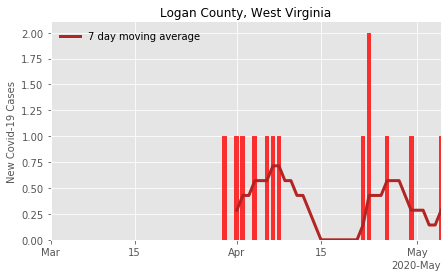 Logan County, West Virginia
7 day moving average
New Covid-19 Cases
2.00
1.75
1.50
1.25
1.00
0.75
0.50
0.25
0.00
Mar
15
Apr
15
May
2020-May